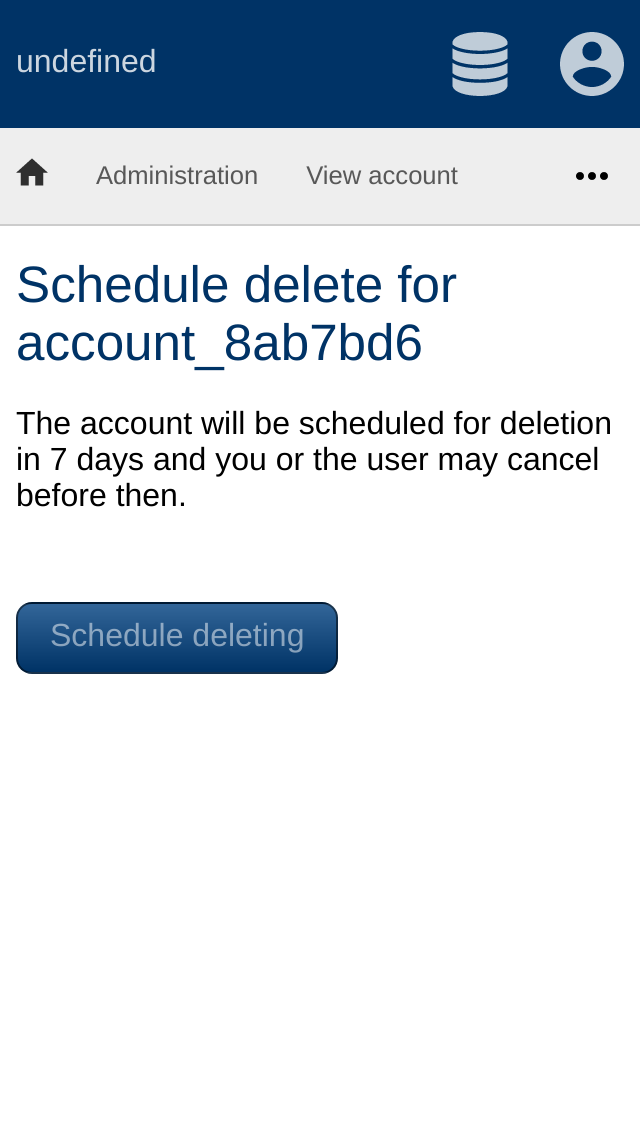 undefined
Administration View account
Schedule delete for
account_8ab7bd6
The account will be scheduled for deletion
in 7 days and you or the user may cancel
before then.
Schedule deleting